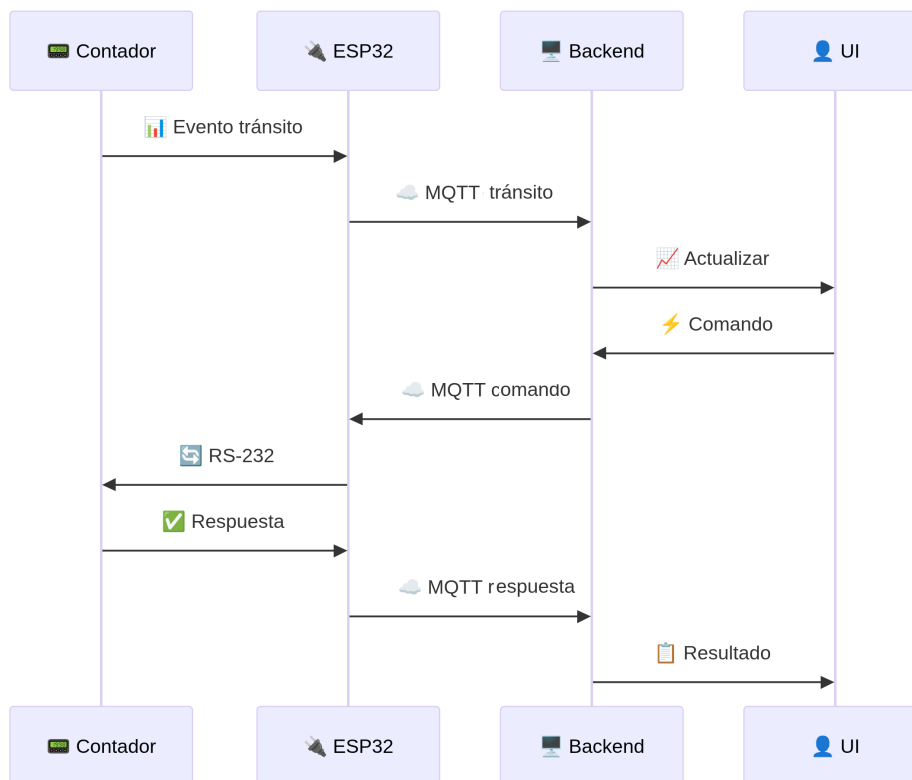 📟 Contador
🔌 ESP32
🖥️ Backend
👤 UI
📊 Evento tránsito
☁️ MQTT tránsito
📈 Actualizar
⚡ Comando
☁️ MQTT comando
🔄 RS-232
✅ Respuesta
☁️ MQTT respuesta
📋 Resultado
📟 Contador
🔌 ESP32
🖥️ Backend
👤 UI